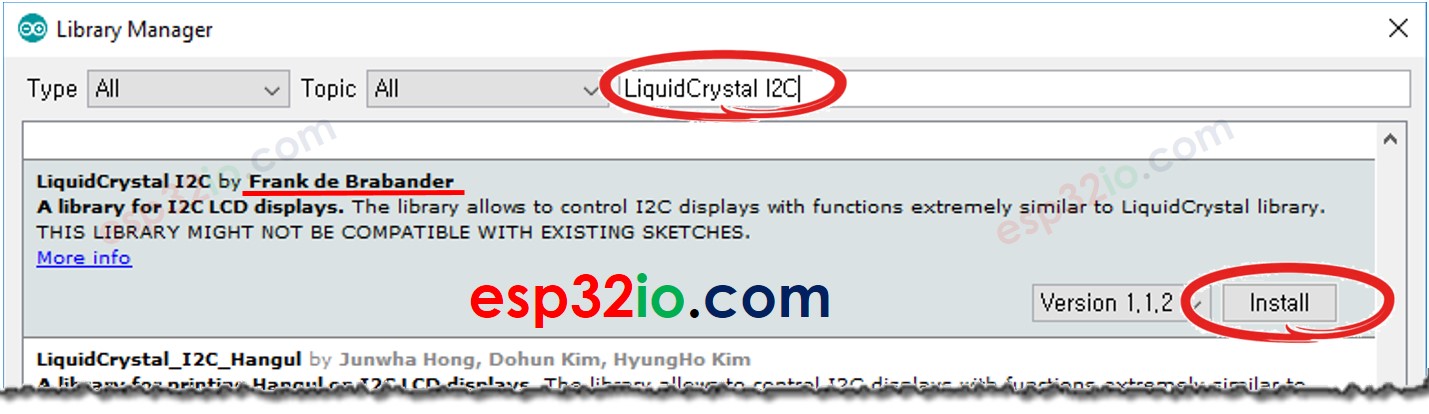 Library Manager
Type All Topic All LiquidCrystal I2C
LiquidCrystal I2C by Frank de Brabander
A library for I2C LCD displays. The library allows to control I2C displays with functions extremely similar to LiquidCrystal library.
THIS LIBRARY MIGHT NOT BE COMPATIBLE WITH EXISTING SKETCHES.
More info
esp32io.com
esp32io.com
esp32io.com
Version 1,1,2 Install
LiquidCrystal_I2C_Hangul by Junwha Hong, Dohun Kim, HyungHo Kim
A library for printing Hangul on I2C LCD displays. The library allows to control I2C displays with functions extremely similar to